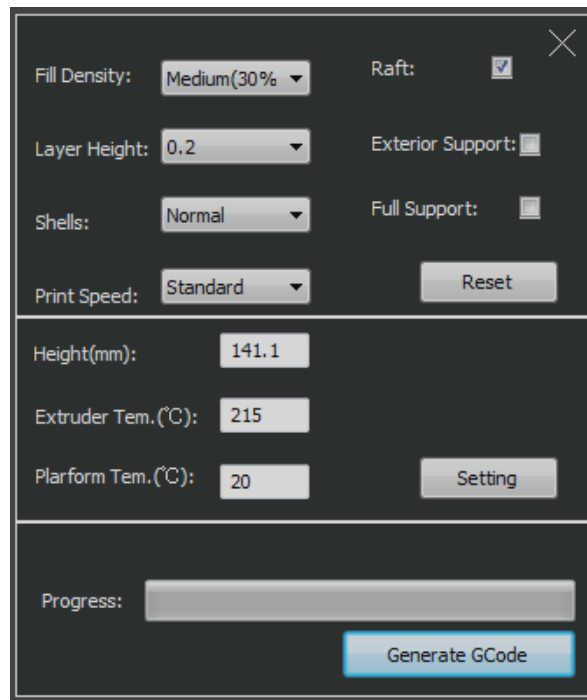 Fill Density: Medium(30% Raft:
Layer Height: 0.2 Exterior Support:
Shells: Normal Full Support:
Print Speed: Standard Reset
Height(mm): 141.1
Extruder Tem.(℃): 215
Plarform Tem.(℃): 20 Setting
Progress:
Generate GCode